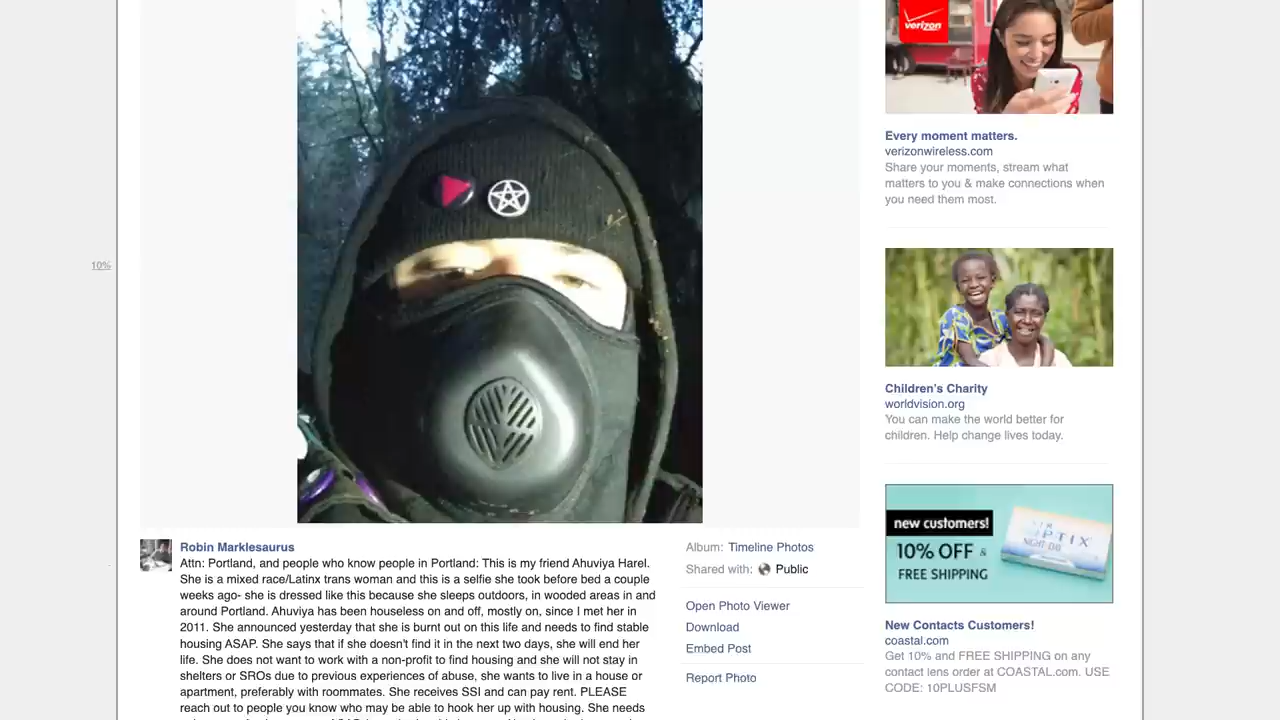 verizon
Every moment matters.
verizonwireless.com
Share your moments, stream what
matters to you & make connections when
you need them most.
10%
Children's Charity
worldvision.org
You can make the world better for
children. Help change lives today.
new customers!
10% OFF &
FREE SHIPPING
OPTIX
NIGHT & DAY
Robin Marklesaurus
Attn: Portland, and people who know people in Portland: This is my friend Ahuviya Harel.
She is a mixed race/Latinx trans woman and this is a selfie she took before bed a couple
weeks ago- she is dressed like this because she sleeps outdoors, in wooded areas in and
around Portland. Ahuviya has been houseless on and off, mostly on, since I met her in
2011. She announced yesterday that she is burnt out on this life and needs to find stable
housing ASAP. She says that if she doesn't find it in the next two days, she will end her
life. She does not want to work with a non-profit to find housing and she will not stay in
shelters or SROs due to previous experiences of abuse, she wants to live in a house or
apartment, preferably with roommates. She receives SSI and can pay rent. PLEASE
reach out to people you know who may be able to hook her up with housing. She needs
Album: Timeline Photos
Shared with: Public
Open Photo Viewer
Download
Embed Post
Report Photo
New Contacts Customers!
coastal.com
Get 10% and FREE SHIPPING on any
contact lens order at COASTAL.com. USE
CODE: 10PLUSFSM